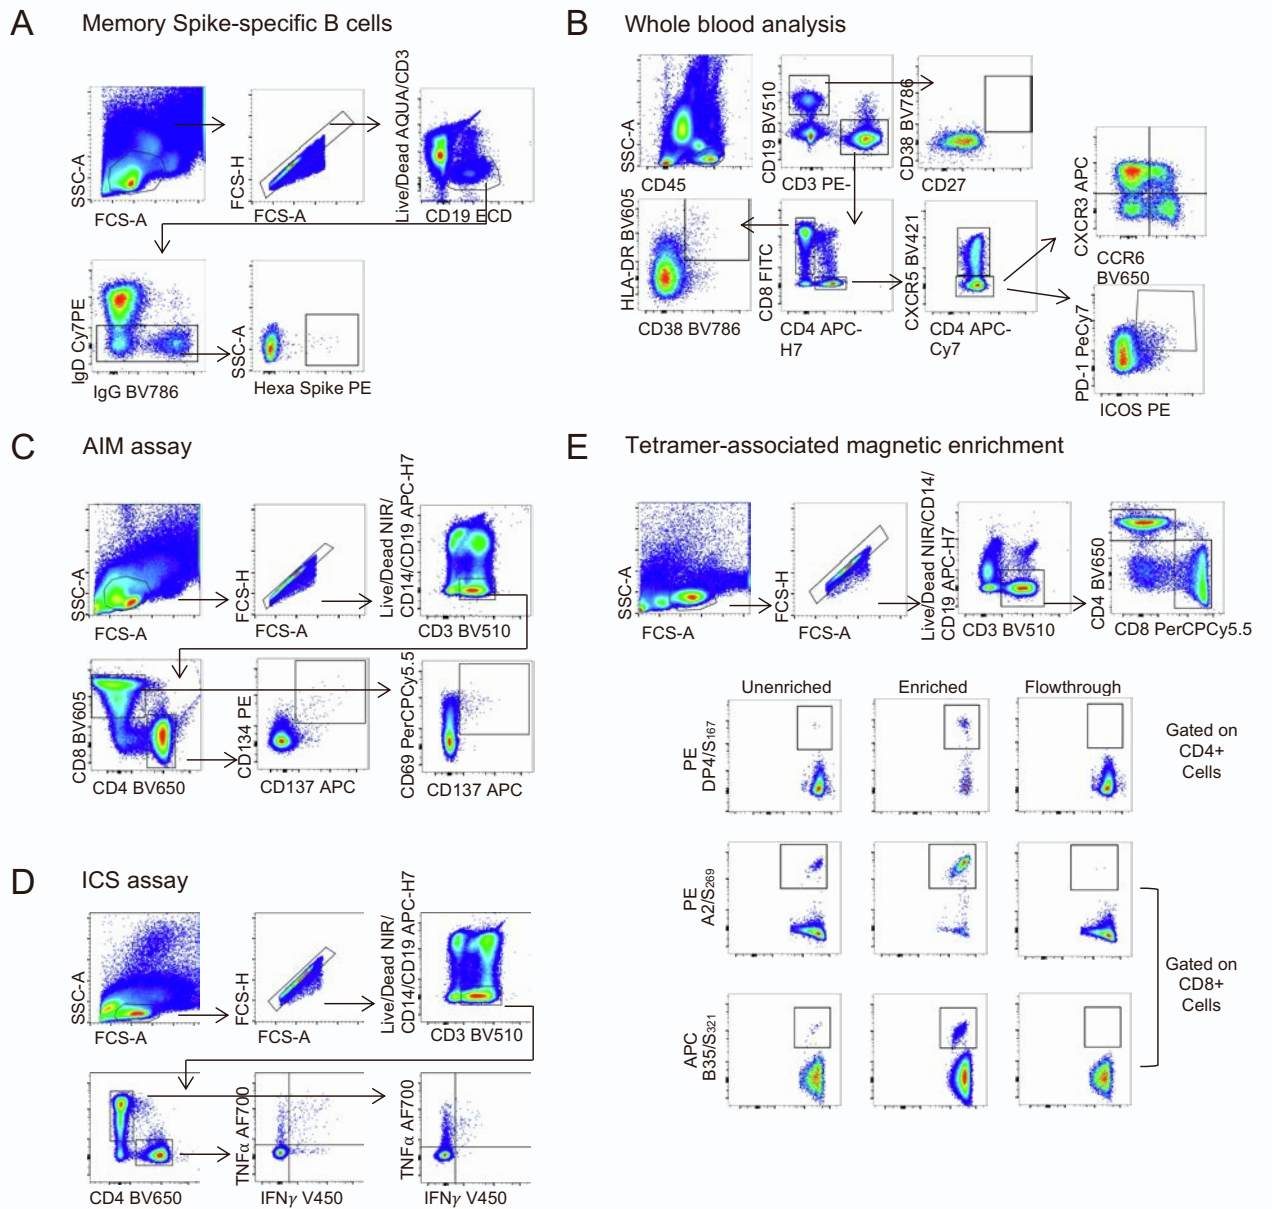 A
Memory Spike-specific B cells
SSC-A
FCS-A
FCS-H
FCS-A
Live/Dead AQUA/CD3
CD19 ECD
IgD Cy7PE
IgG BV786
SSC-A
Hexa Spike PE
B
Whole blood analysis
SSC-A
CD45
CD19 BV510
CD3 PE-
CD38 BV786
CD27
HLA-DR BV605
CD38 BV786
CD8 FITC
CD4 APC-
H7
CXCR5 BV421
CD4 APC-
Cy7
CXCR3 APC
CCR6
BV650
PD-1 PeCy7
ICOS PE
C
AIM assay
SSC-A
FCS-A
FCS-H
FCS-A
Live/Dead NIR/
CD14/CD19 APC-H7
CD3 BV510
CD8 BV605
CD4 BV650
CD134 PE
CD137 APC
CD69 PerCPCy5.5
CD137 APC
D
ICS assay
SSC-A
FCS-A
FCS-H
FCS-A
Live/Dead NIR/
CD14/CD19 APC-H7
CD3 BV510
CD4 BV650
TNFα AF700
IFNγ V450
TNFα AF700
IFNγ V450
E
Tetramer-associated magnetic enrichment
SSC-A
FCS-A
FCS-H
FCS-A
Live/Dead NIR/CD14/
CD19 APC-H7
CD3 BV510
CD4 BV650
CD8 PerCPCy5.5
Unenriched
Enriched
Flowthrough
PE
DP4/S167
Gated on
CD4+
Cells
PE
A2/S269
APC
B35/S321
Gated on
CD8+
Cells